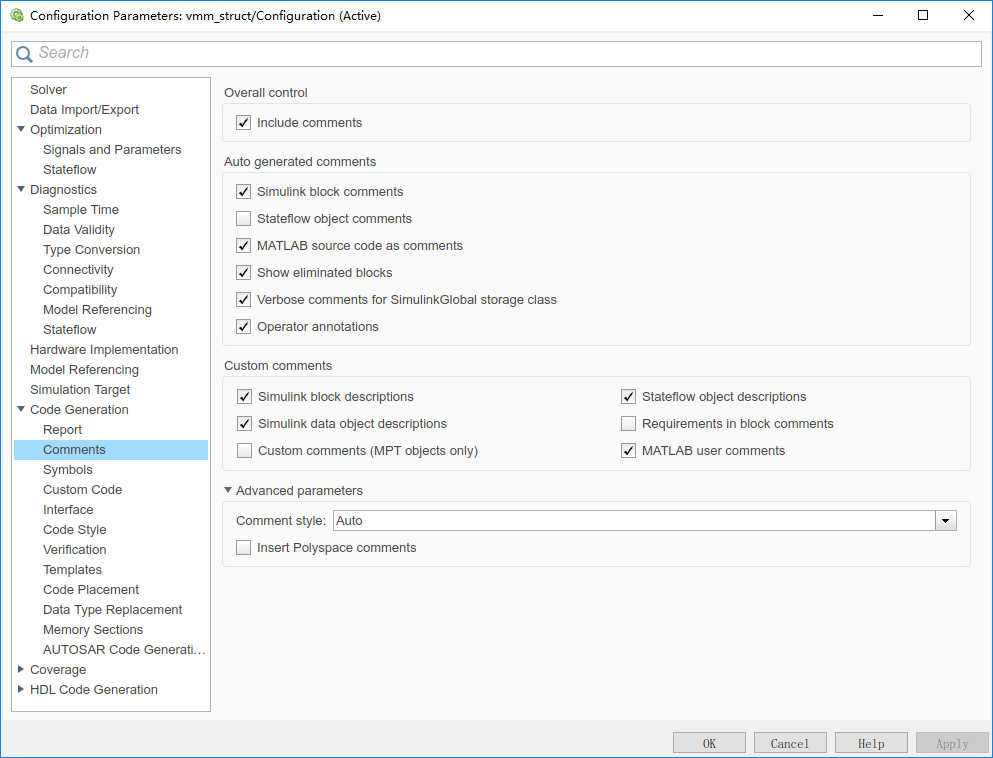 Configuration Parameters: vmm_struct/Configuration (Active)
Search
Solver
Data Import/Export
Optimization
Signals and Parameters
Stateflow
Diagnostics
Sample Time
Data Validity
Type Conversion
Connectivity
Compatibility
Model Referencing
Stateflow
Hardware Implementation
Model Referencing
Simulation Target
Code Generation
Report
Comments
Symbols
Custom Code
Interface
Code Style
Verification
Templates
Code Placement
Data Type Replacement
Memory Sections
AUTOSAR Code Generati...
Coverage
HDL Code Generation
Overall control
Include comments
Auto generated comments
Simulink block comments
Stateflow object comments
MATLAB source code as comments
Show eliminated blocks
Verbose comments for SimulinkGlobal storage class
Operator annotations
Custom comments
Simulink block descriptions
Stateflow object descriptions
Simulink data object descriptions
Requirements in block comments
Custom comments (MPT objects only)
MATLAB user comments
Advanced parameters
Comment style: Auto
Insert Polyspace comments
OK
Cancel
Help
Apply